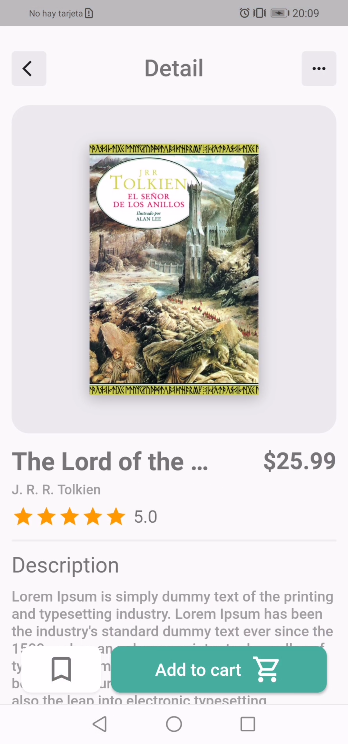 No hay tarjeta
20:09
Detail
J R R
TOLKIEN
EL SEÑOR
DE LOS ANILLOS
Ilustrado por
ALAN LEE
The Lord of the ...
$25.99
J. R. R. Tolkien
5.0
Description
Lorem Ipsum is simply dummy text of the printing
and typesetting industry. Lorem Ipsum has been
the industry's standard dummy text ever since the
Add to cart
also the leap into electronic typesetting